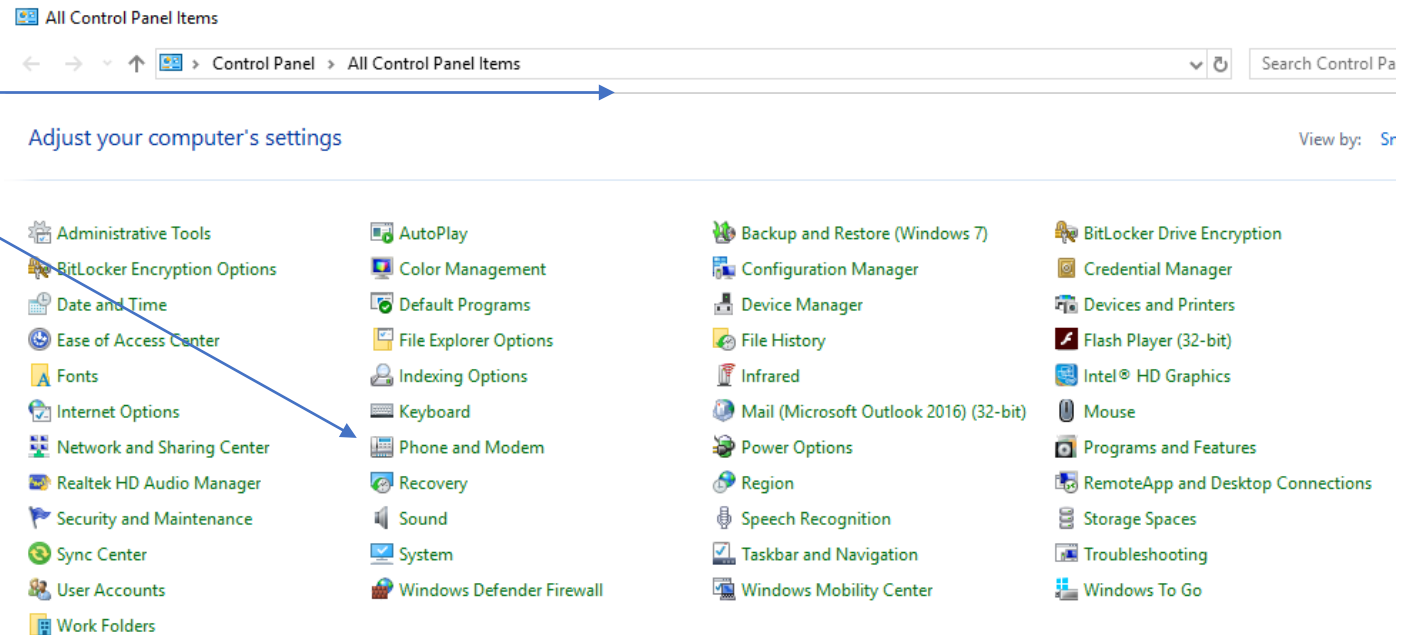 All Control Panel Items
Control Panel > All Control Panel Items Search Control Pa
Adjust your computer's settings View by: Sr
Administrative Tools AutoPlay Backup and Restore (Windows 7) BitLocker Drive Encryption
BitLocker Encryption Options Color Management Configuration Manager Credential Manager
Date and Time Default Programs Device Manager Devices and Printers
Ease of Access Center File Explorer Options File History Flash Player (32-bit)
Fonts Indexing Options Infrared Intel® HD Graphics
Internet Options Keyboard Mail (Microsoft Outlook 2016) (32-bit) Mouse
Network and Sharing Center Phone and Modem Power Options Programs and Features
Realtek HD Audio Manager Recovery Region RemoteApp and Desktop Connections
Security and Maintenance Sound Speech Recognition Storage Spaces
Sync Center System Taskbar and Navigation Troubleshooting
User Accounts Windows Defender Firewall Windows Mobility Center Windows To Go
Work Folders